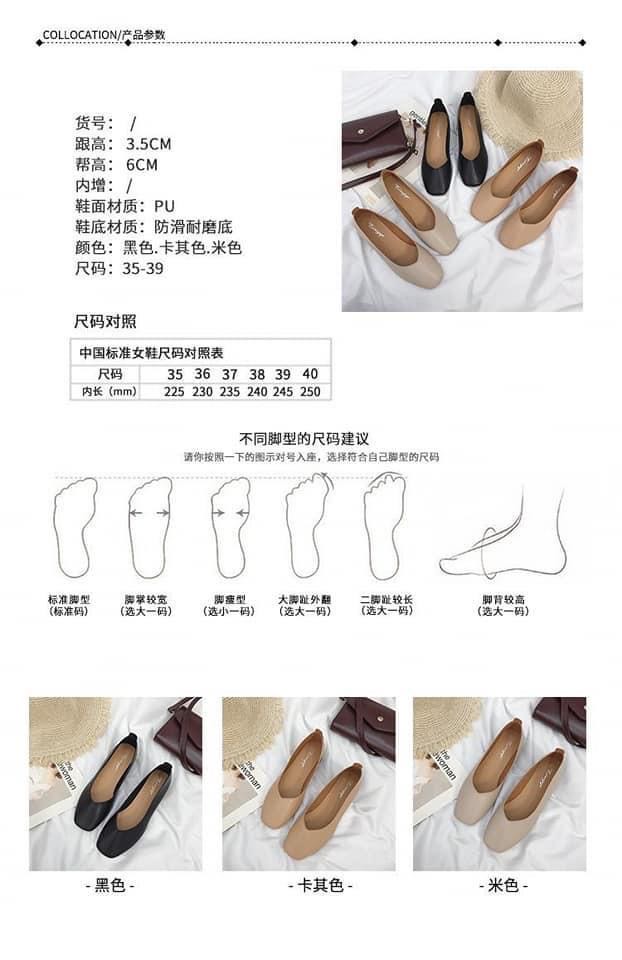 COLLOCATION/产品参数
货号： /
跟高： 3.5CM
帮高： 6CM
内增： /
鞋面材质： PU
鞋底材质： 防滑耐磨底
颜色：黑色.卡其色.米色
尺码：35-39
尺码对照
中国标准女鞋尺码对照表
尺码 35 36 37 38 39 40
内长（mm） 225 230 235 240 245 250
不同脚型的尺码建议
请你按照一下的图示对号入座，选择符合自己脚型的尺码
标准脚型 脚掌较宽 脚瘦型 大脚趾外翻 二脚趾较长 脚背较高
（标准码） （选大一码） （选小一码） （选大一码） （选大一码） （选大一码）
the
woman
the
woman
the
woman
- 黑色 - - 卡其色 - - 米色 -